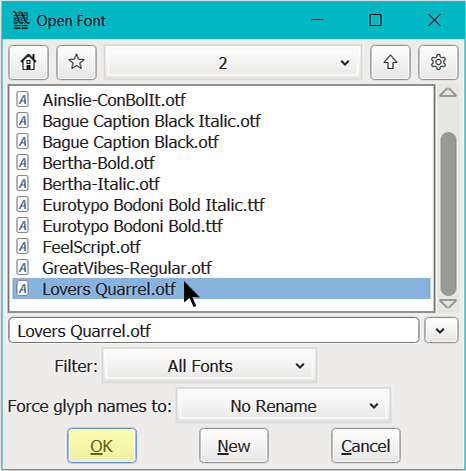 Open Font
2
Ainslie-ConBolIt.otf
Bague Caption Black Italic.otf
Bague Caption Black.otf
Bertha-Bold.otf
Bertha-Italic.otf
Eurotypo Bodoni Bold Italic.ttf
Eurotypo Bodoni Bold.ttf
FeelScript.otf
GreatVibes-Regular.otf
Lovers Quarrel.otf
Lovers Quarrel.otf
Filter: All Fonts
Force glyph names to: No Rename
OK New Cancel